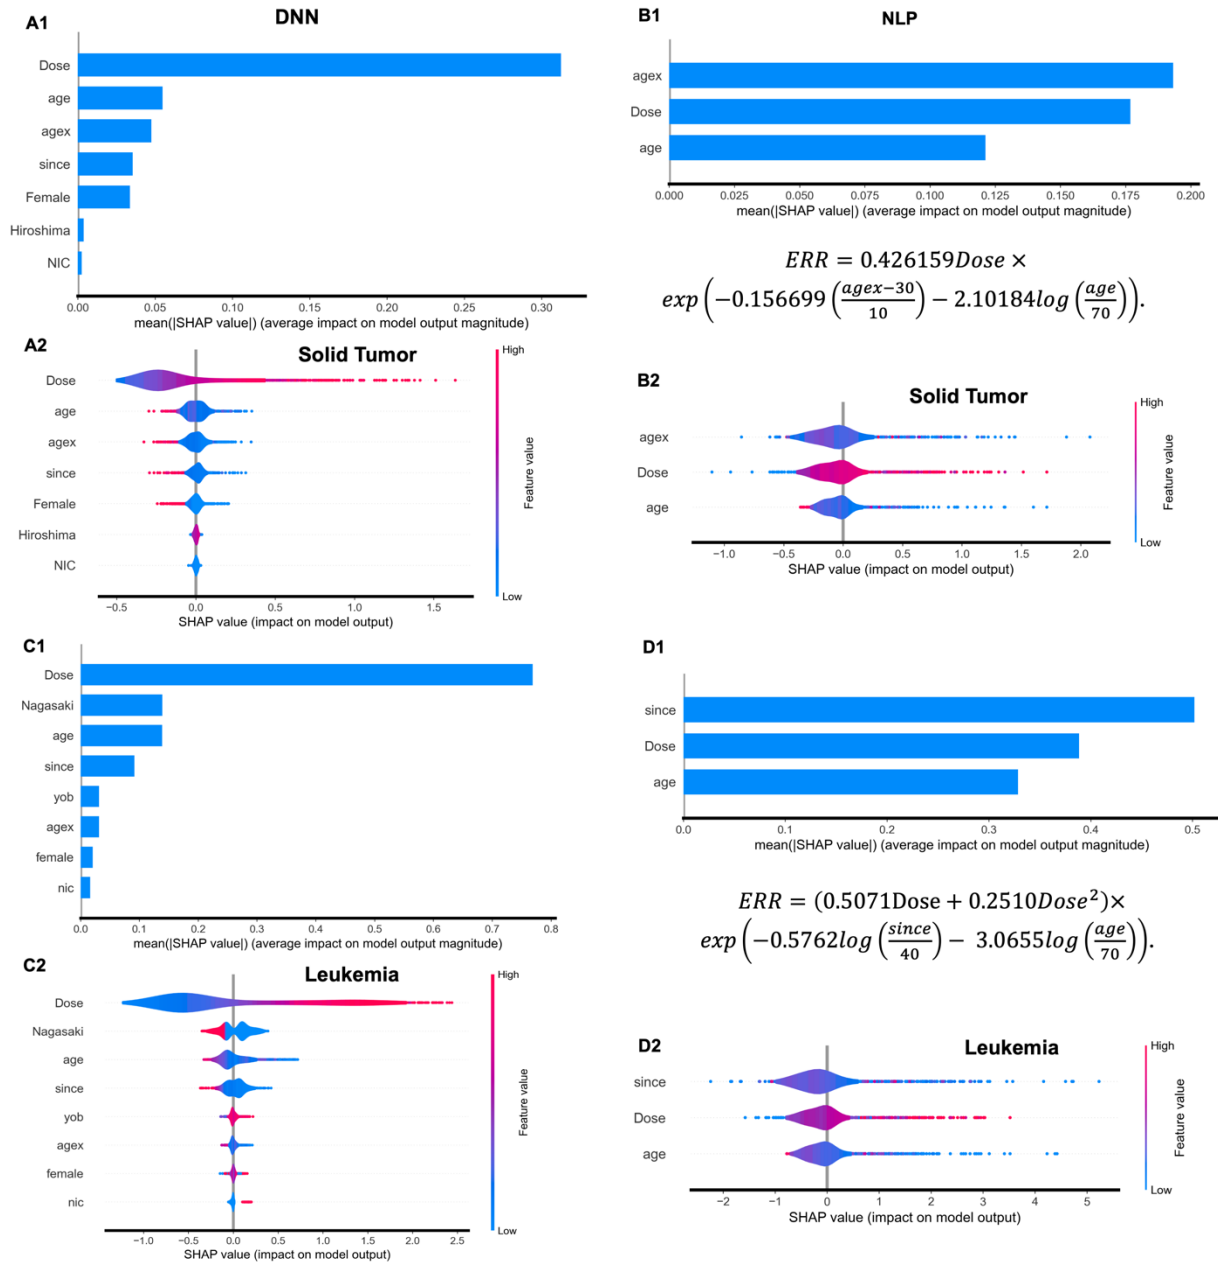 A1
DNN
Dose
age
agex
since
Female
Hiroshima
NIC
0.00 0.05 0.10 0.15 0.20 0.25 0.30
mean(|SHAP value|) (average impact on model output magnitude)
B1
NLP
agex
Dose
age
0.000 0.025 0.050 0.075 0.100 0.125 0.150 0.175 0.200
mean(|SHAP value|) (average impact on model output magnitude)
ERR = 0.426159Dose ×
exp(−0.156699(agex−30/10) − 2.10184log(age/70)).
A2
Solid Tumor
High
Dose
age
agex
since
Female
Hiroshima
NIC
Feature value
Low
−0.5 0.0 0.5 1.0 1.5
SHAP value (impact on model output)
B2
Solid Tumor
High
agex
Dose
age
Feature value
Low
−1.0 −0.5 0.0 0.5 1.0 1.5 2.0
SHAP value (impact on model output)
C1
Dose
Nagasaki
age
since
yob
agex
female
nic
0.0 0.1 0.2 0.3 0.4 0.5 0.6 0.7 0.8
mean(|SHAP value|) (average impact on model output magnitude)
D1
since
Dose
age
0.0 0.1 0.2 0.3 0.4 0.5
mean(|SHAP value|) (average impact on model output magnitude)
ERR = (0.5071Dose + 0.2510Dose²)×
exp(−0.5762log(since/40) − 3.0655log(age/70)).
C2
Leukemia
High
Dose
Nagasaki
age
since
yob
agex
female
nic
Feature value
Low
−1.0 −0.5 0.0 0.5 1.0 1.5 2.0 2.5
SHAP value (impact on model output)
D2
Leukemia
High
since
Dose
age
Feature value
Low
−2 −1 0 1 2 3 4 5
SHAP value (impact on model output)